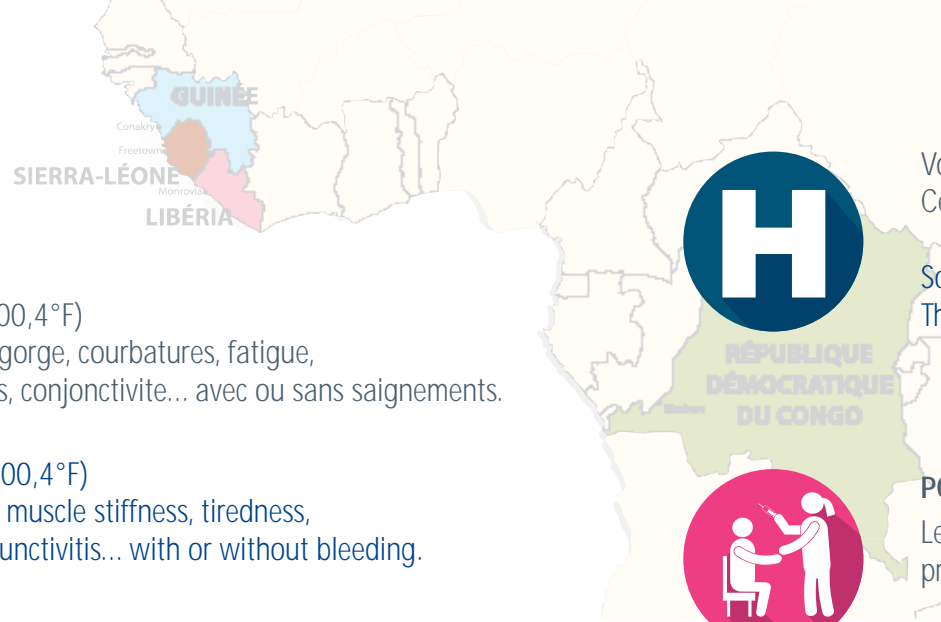 GUINÉE
Conakry
Freetown
SIERRA-LÉONE
Monrovia
LIBÉRIA
00,4°F)
gorge, courbatures, fatigue,
s, conjonctivite... avec ou sans saignements.
00,4°F)
muscle stiffness, tiredness,
unctivitis... with or without bleeding.
H
RÉPUBLIQUE
DÉMOCRATIQUE
DU CONGO
Vo
Ce
So
Th
PO
Le
pr